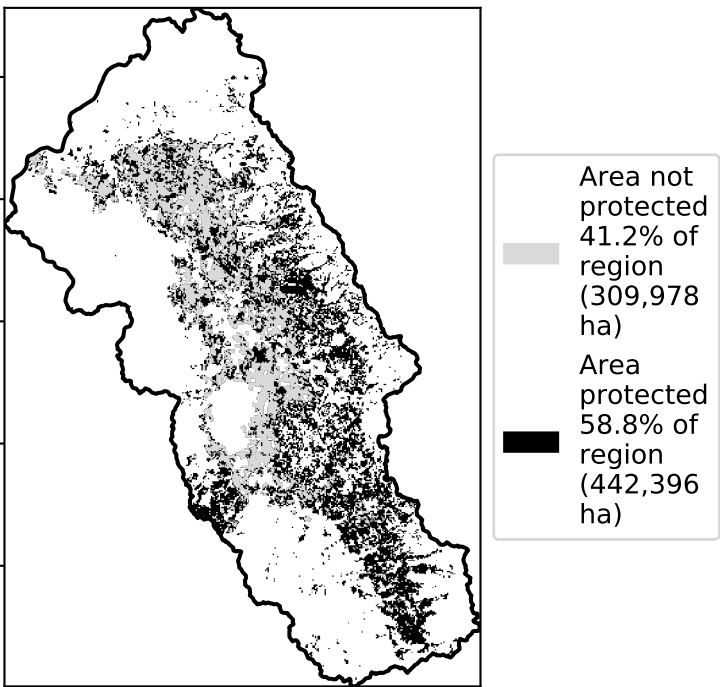 Area not
protected
41.2% of
region
(309,978
ha)
Area
protected
58.8% of
region
(442,396
ha)